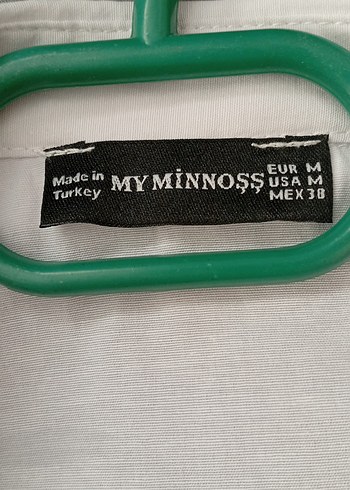 Made in
Turkey
MY MİNNOŞŞ
EUR M
USA M
MEX 38